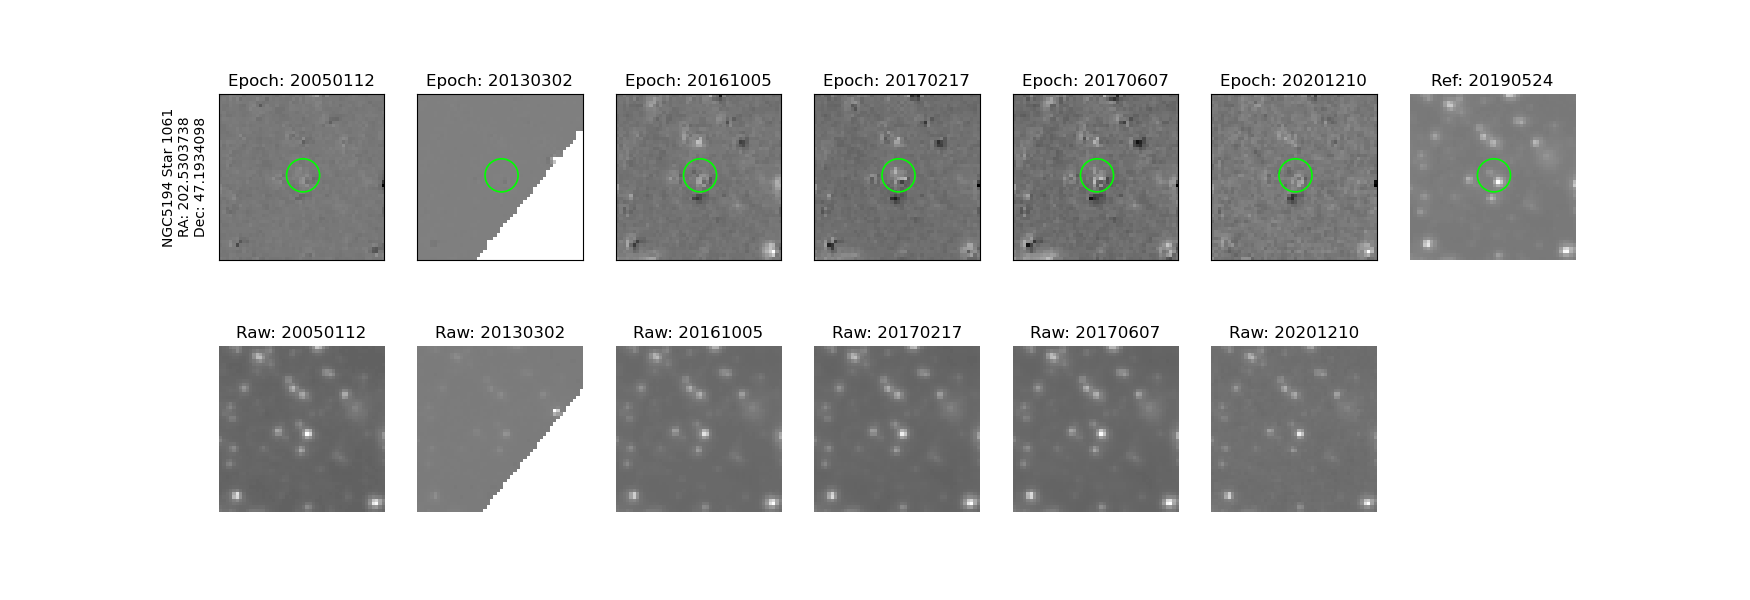 Epoch: 20050112
Epoch: 20130302
Epoch: 20161005
Epoch: 20170217
Epoch: 20170607
Epoch: 20201210
Ref: 20190524
NGC5194 Star 1061
RA: 202.5303738
Dec: 47.1934098
Raw: 20050112
Raw: 20130302
Raw: 20161005
Raw: 20170217
Raw: 20170607
Raw: 20201210